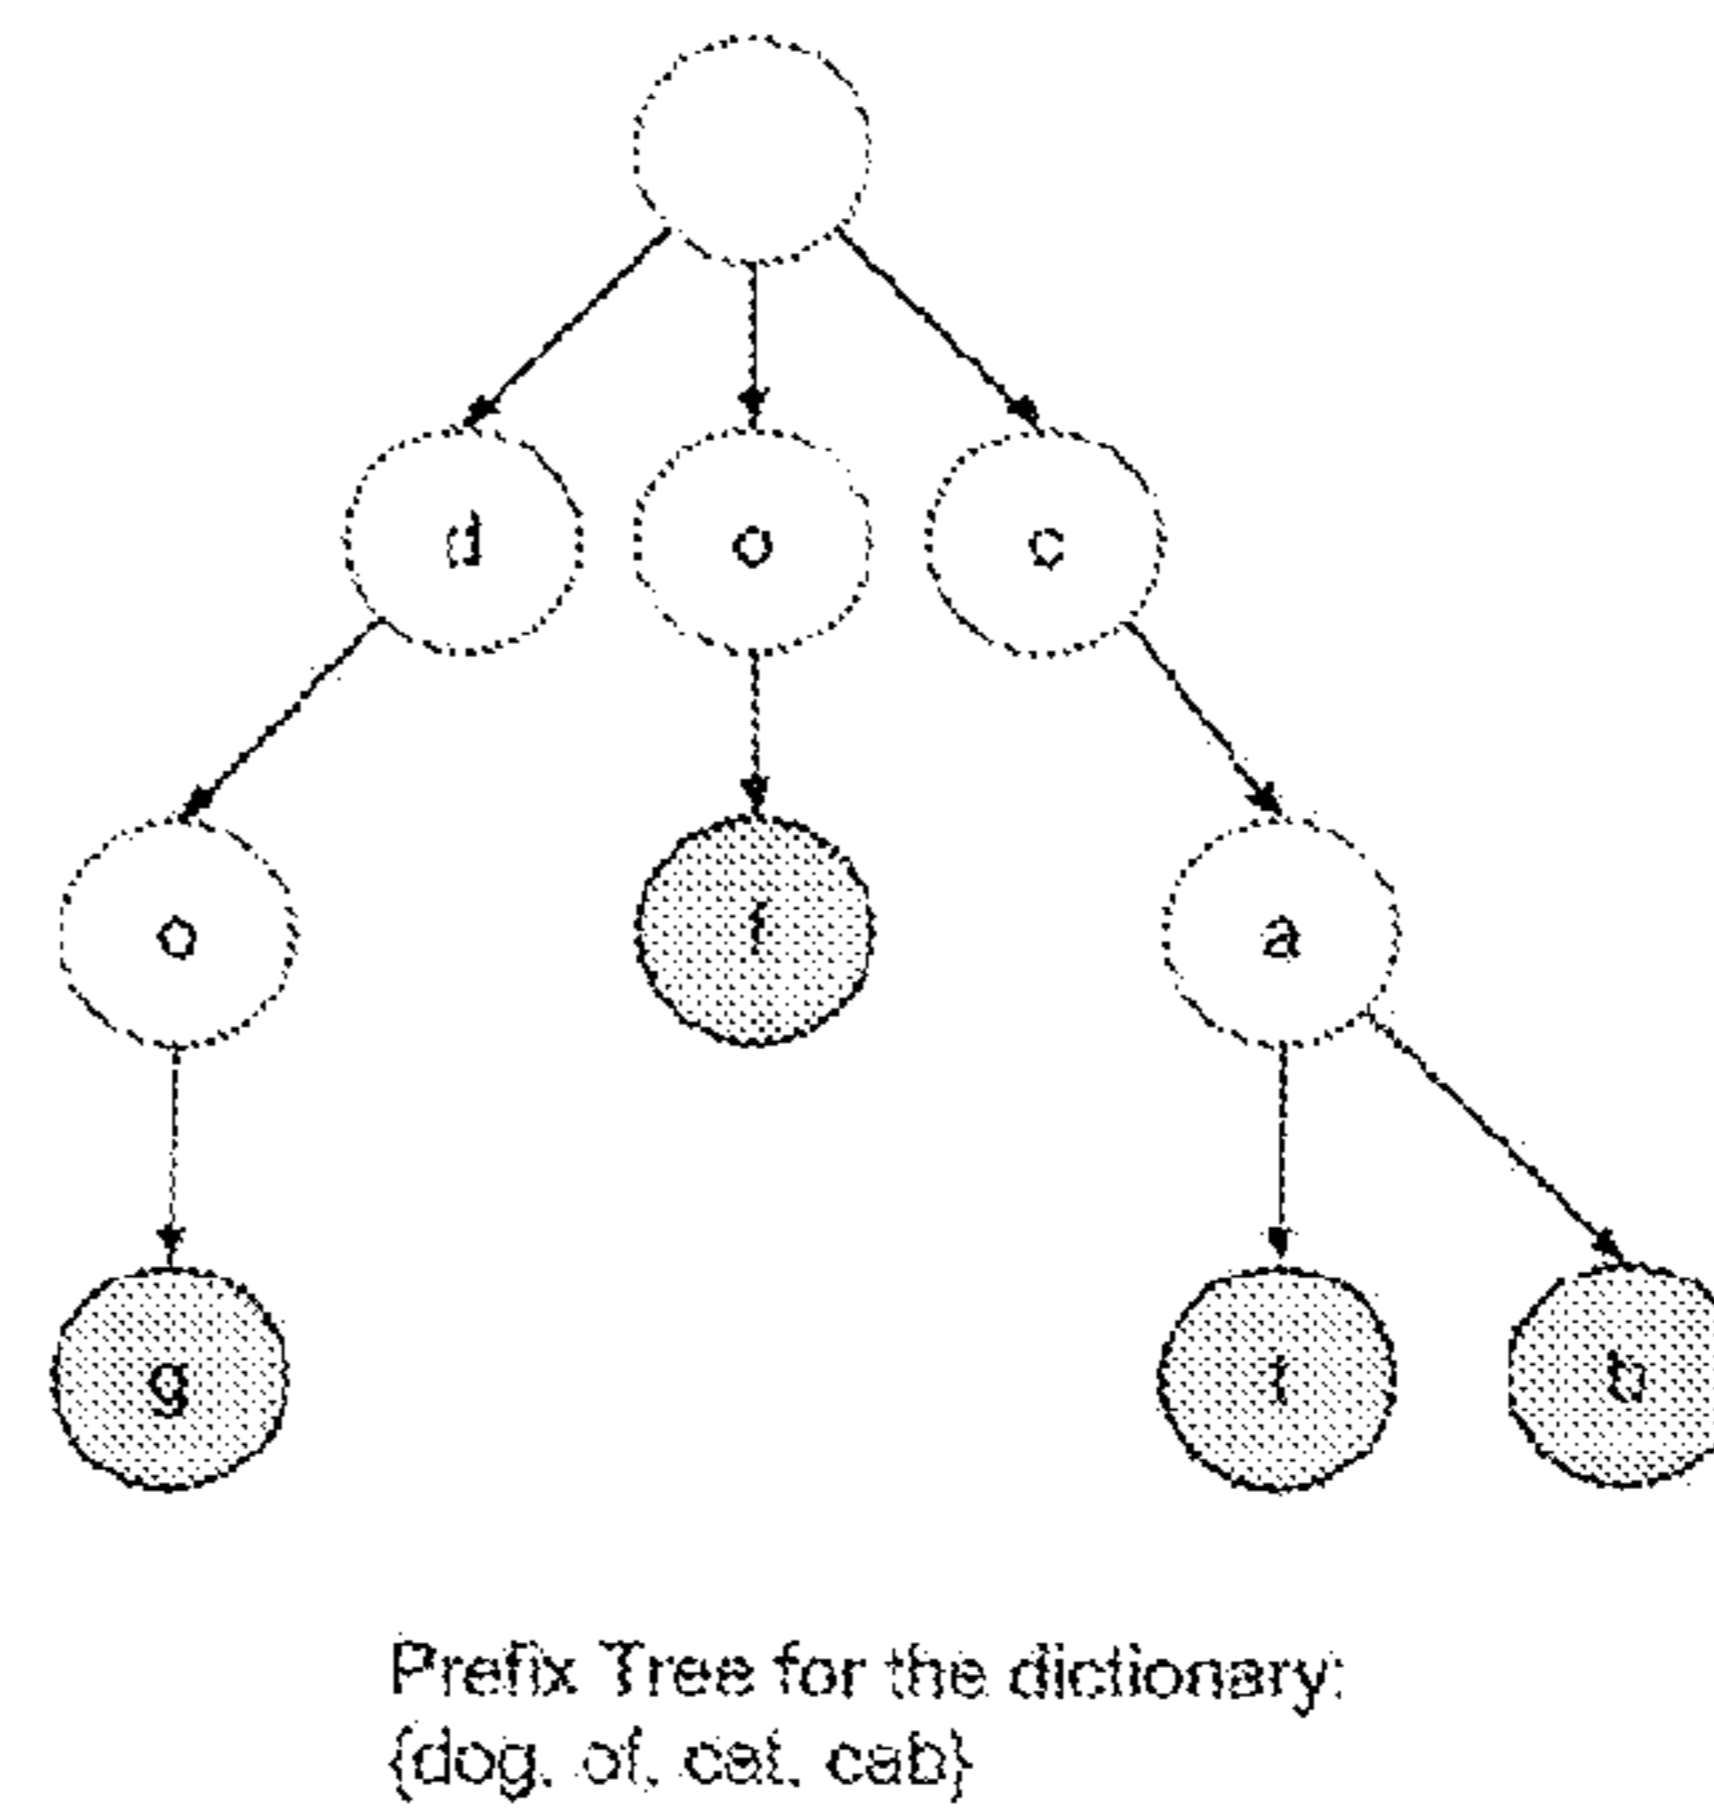 d o c
o f a
g t b
Prefix Tree for the dictionary:
{dog, of, cat, cab}